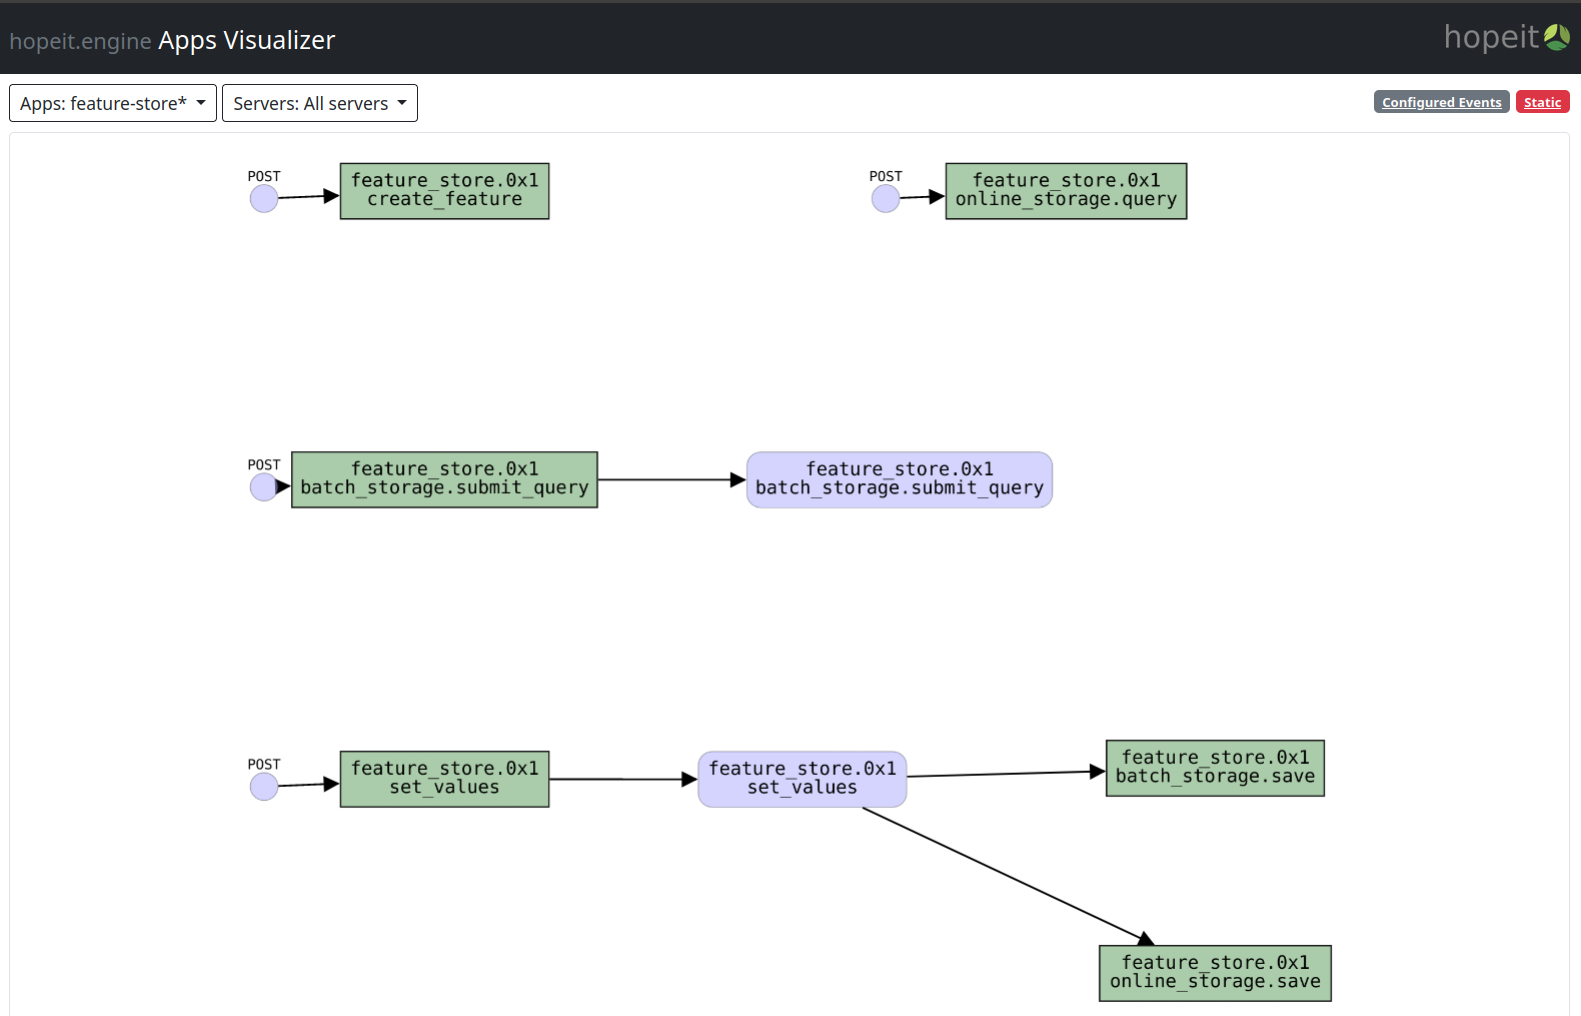 hopeit.engine Apps Visualizer
hopeit
Apps: feature-store*
Servers: All servers
Configured Events
Static
POST
feature_store.0x1
create_feature
POST
feature_store.0x1
online_storage.query
POST
feature_store.0x1
batch_storage.submit_query
feature_store.0x1
batch_storage.submit_query
POST
feature_store.0x1
set_values
feature_store.0x1
set_values
feature_store.0x1
batch_storage.save
feature_store.0x1
online_storage.save